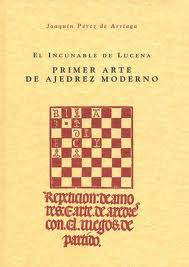 Joaquín Pérez de Arriaga
EL INCUNABLE DE LUCENA
PRIMER ARTE
DE AJEDREZ MODERNO
Repeticion: de amo
res: E arte. de axedre
con. el. iuegos. de
partido.